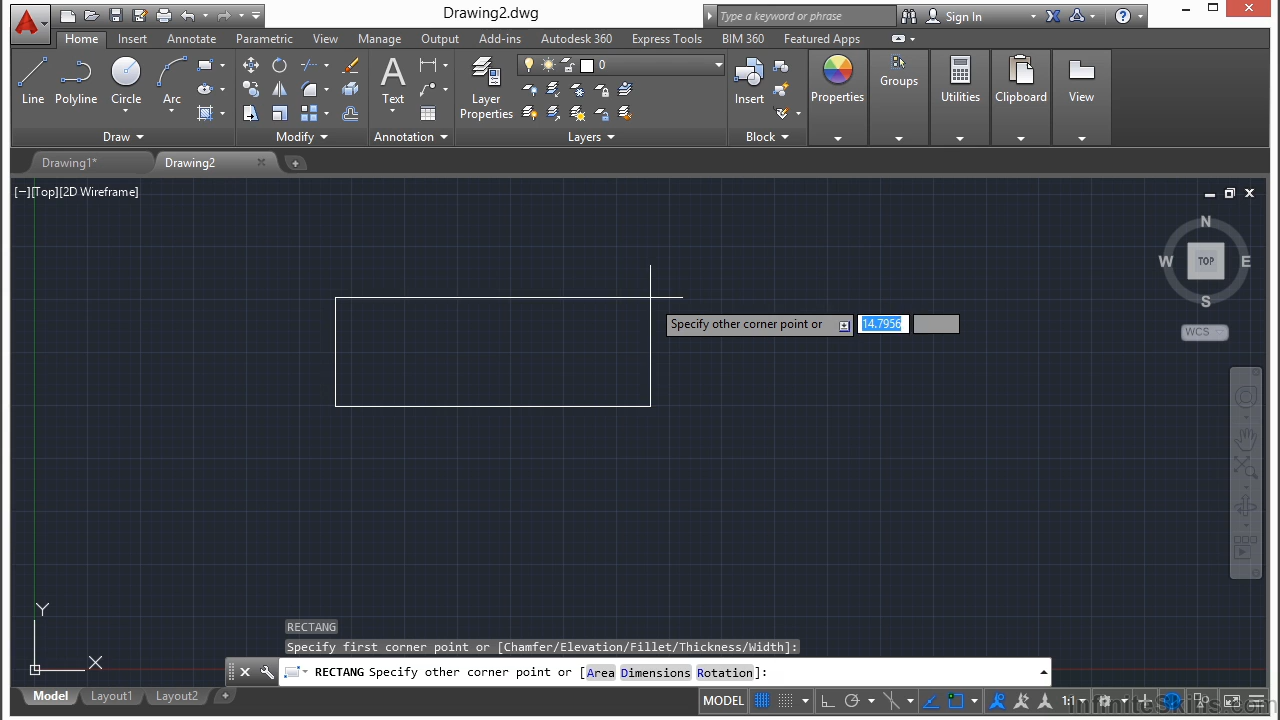 Drawing2.dwg
Type a keyword or phrase
Sign In
Home Insert Annotate Parametric View Manage Output Add-ins Autodesk 360 Express Tools BIM 360 Featured Apps
0
Line Polyline Circle Arc Text Layer Properties Insert Properties Groups Utilities Clipboard View
Draw Modify Annotation Layers Block
Drawing1* Drawing2
[−][Top][2D Wireframe]
N
W TOP E
S
WCS
Specify other corner point or 14.7956
Y
X
RECTANG
Specify first corner point or [Chamfer/Elevation/Fillet/Thickness/Width]:
RECTANG Specify other corner point or [Area Dimensions Rotation]:
Model Layout1 Layout2
MODEL 1:1
InfiniteSkills.com